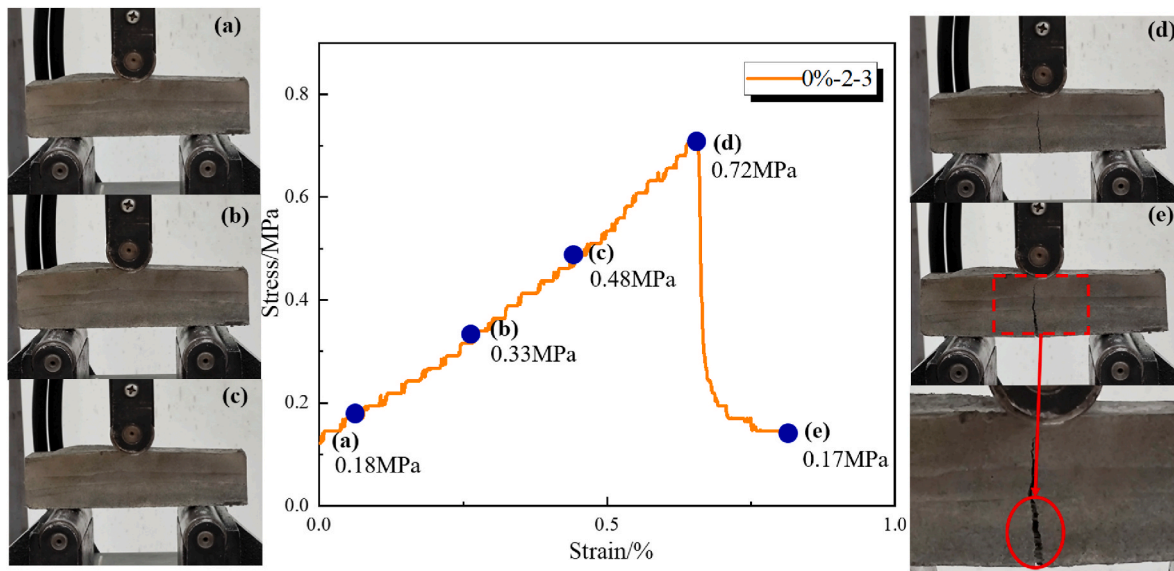 (a)
(b)
(c)
0%-2-3
Stress/MPa
0.8
0.6
0.4
0.2
0.0
(a)
0.18MPa
(b)
0.33MPa
(c)
0.48MPa
(d)
0.72MPa
(e)
0.17MPa
0.0
0.5
1.0
Strain/%
(d)
(e)